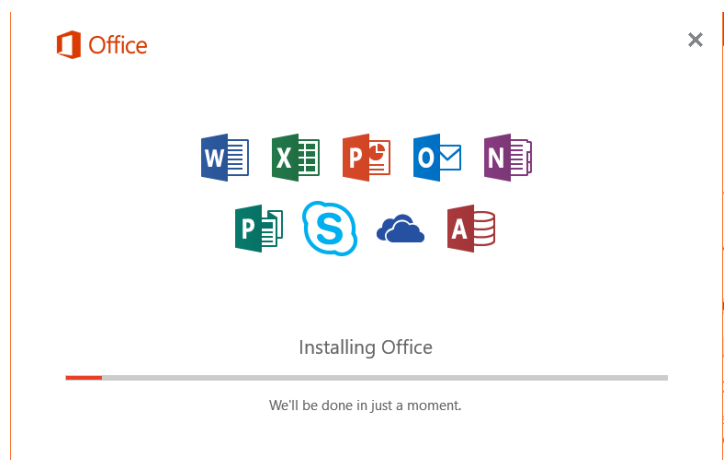 Office
W X P O N
P S A
Installing Office
We'll be done in just a moment.